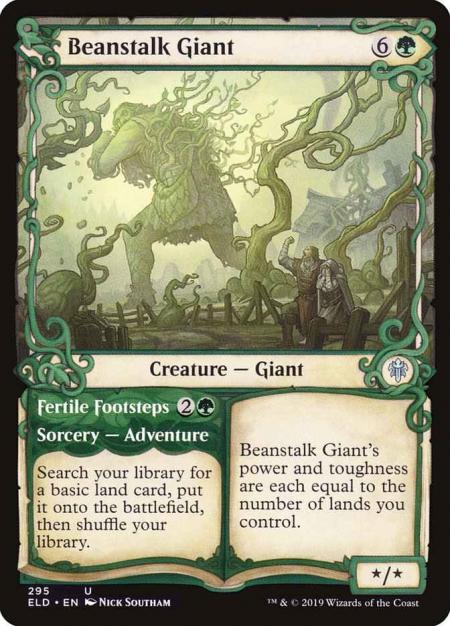 Beanstalk Giant 6
Creature — Giant
Fertile Footsteps 2
Sorcery — Adventure
Search your library for
a basic land card, put
it onto the battlefield,
then shuffle your
library.
Beanstalk Giant's
power and toughness
are each equal to the
number of lands you
control.
★/★
295 U
ELD • EN Nick Southam
™ & © 2019 Wizards of the Coast